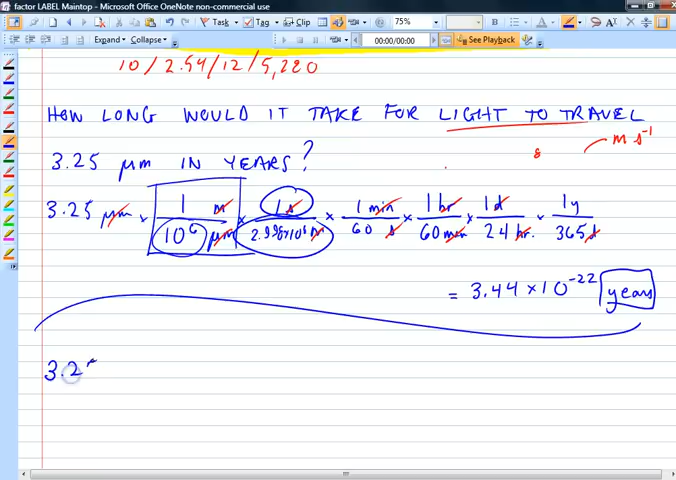 factor LABEL Maintop - Microsoft Office OneNote non-commercial use
75%
Task Tag
Expand Collapse 00:00/00:00 See Playback
10/2.54/12/5,280
HOW LONG WOULD IT TAKE FOR LIGHT TO TRAVEL
m s⁻¹
3.25 µm IN YEARS?
3.25 µm × 1 m / 10⁶ µm × 1 s / 2.998×10⁸ m × 1 min / 60 s × 1 hr / 60 min × 1 d / 24 hr. × 1 y / 365 d
= 3.44 × 10⁻²² years
3.2